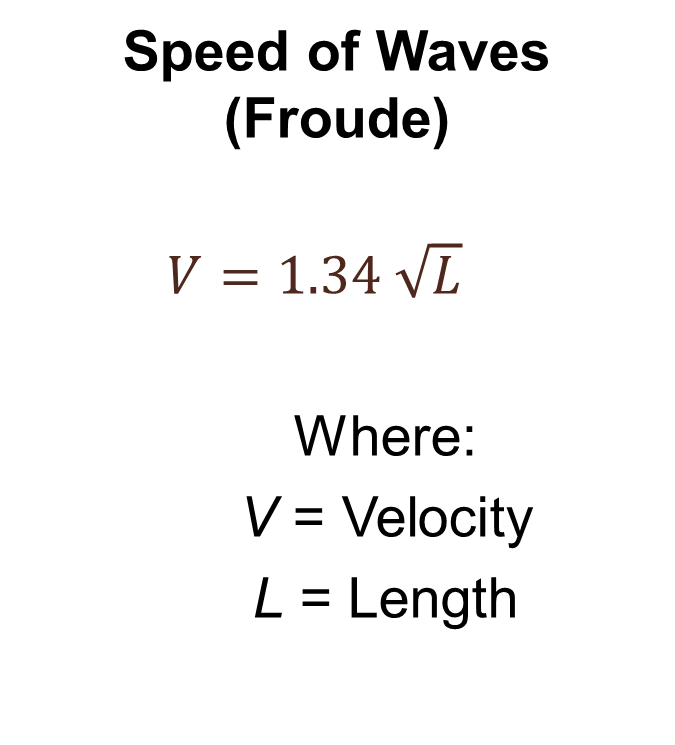 Speed of Waves
(Froude)
V = 1.34 √L
Where:
V = Velocity
L = Length